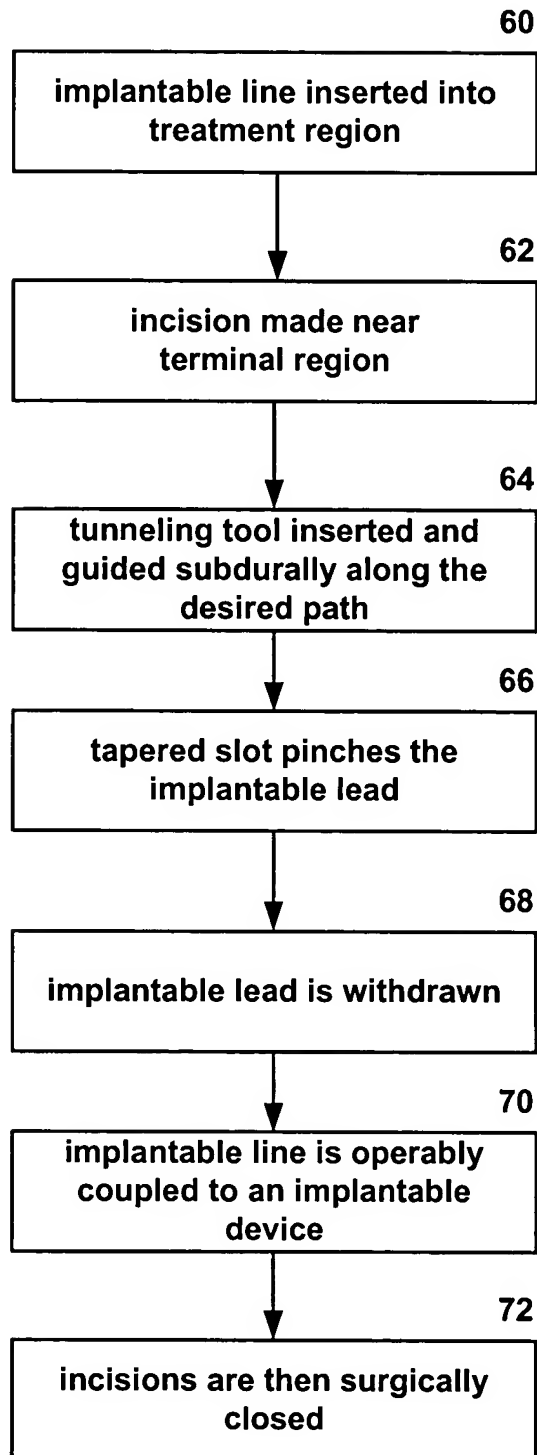 60
implantable line inserted into
treatment region
62
incision made near
terminal region
64
tunneling tool inserted and
guided subdurally along the
desired path
66
tapered slot pinches the
implantable lead
68
implantable lead is withdrawn
70
implantable line is operably
coupled to an implantable
device
72
incisions are then surgically
closed